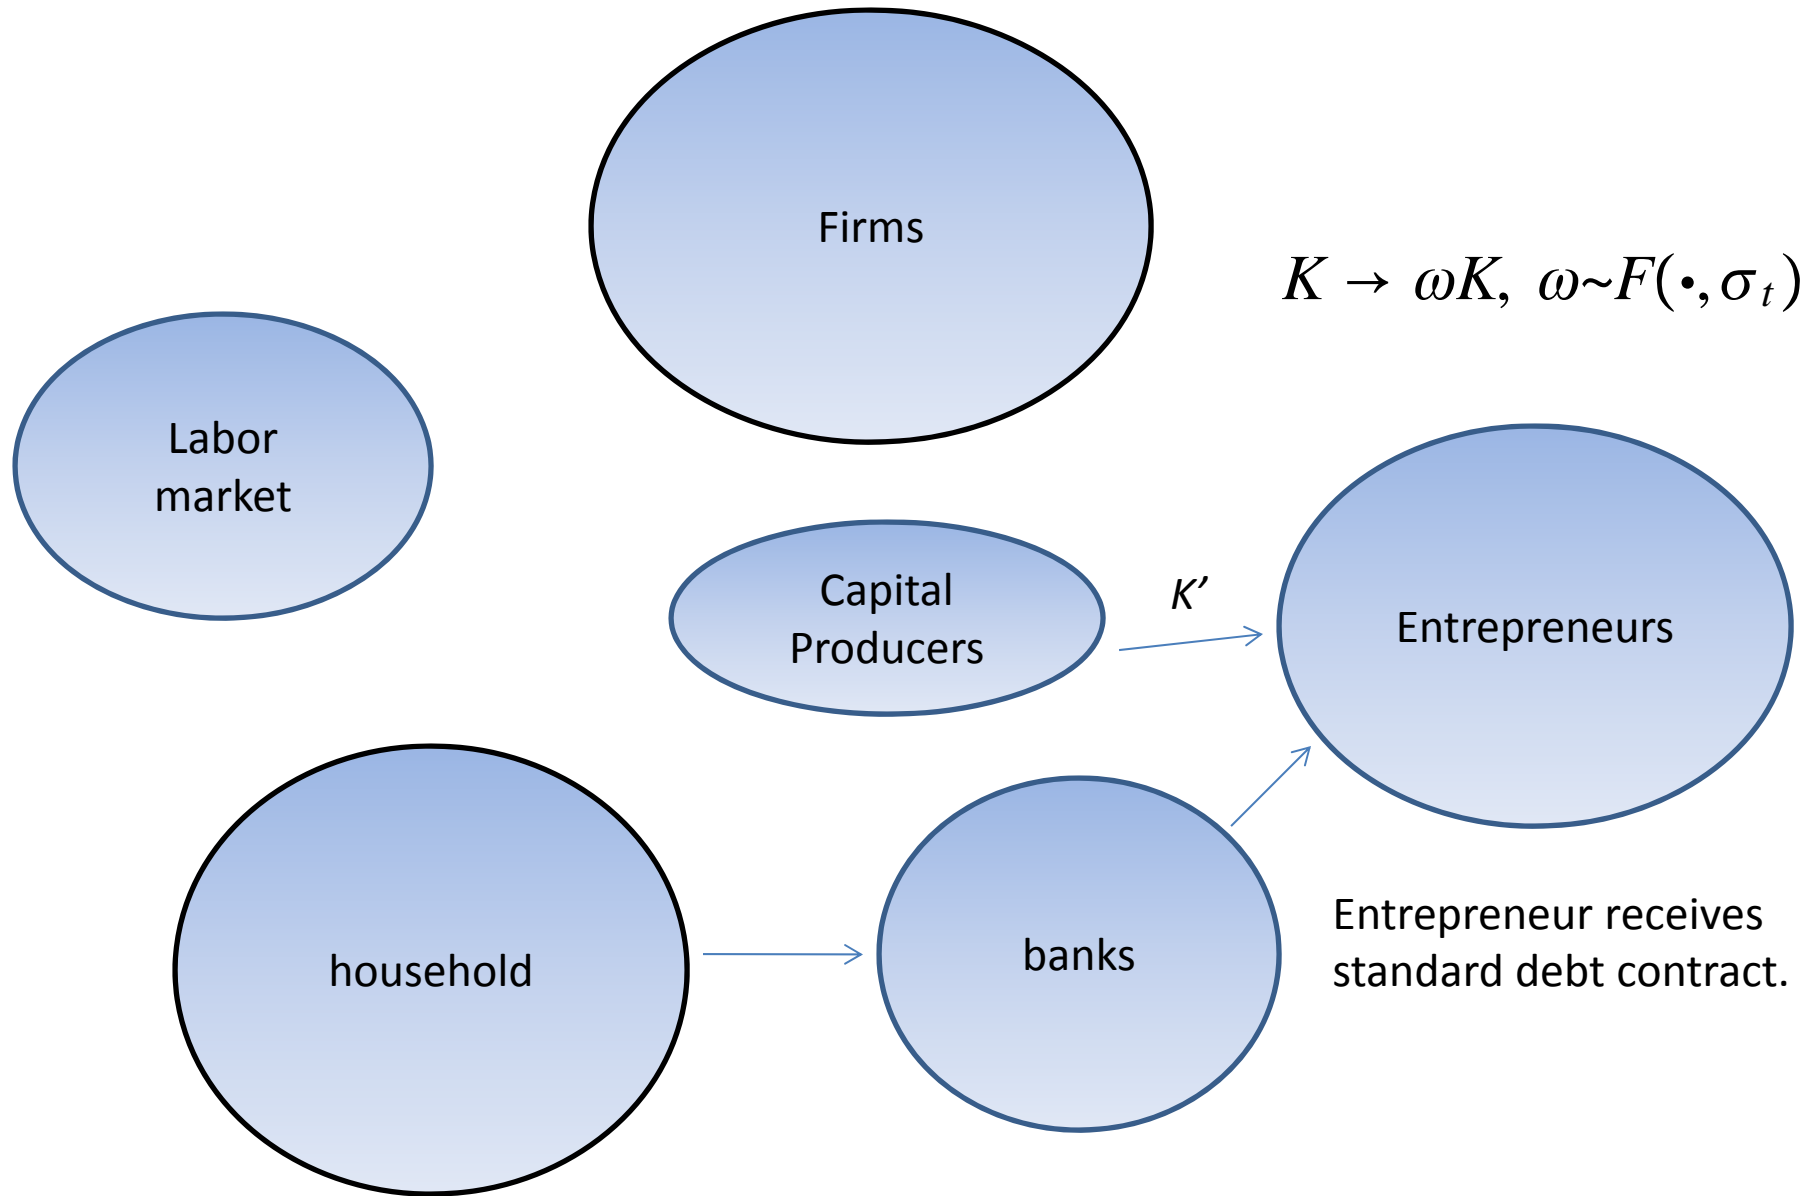 Firms
K → ωK, ω~F(•, σ_t)
Labor
market
Capital
Producers
K’
Entrepreneurs
household
banks
Entrepreneur receives
standard debt contract.